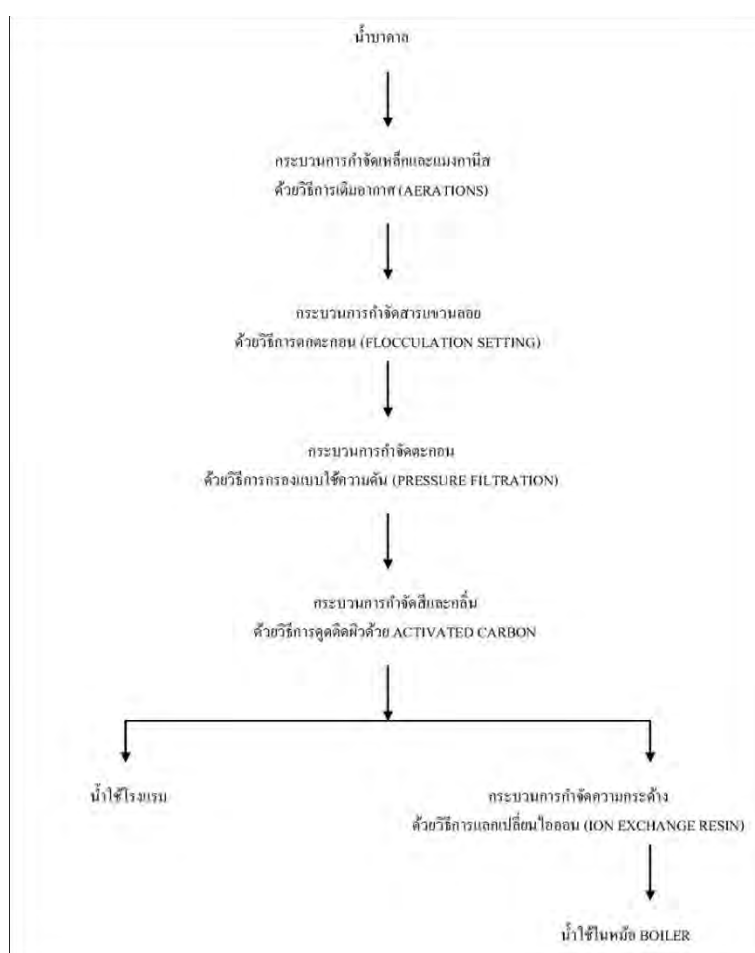 น้ำบาดาล
กระบวนการกำจัดเหล็กและแมงกานีส
ด้วยวิธีการเติมอากาศ (AERATIONS)
กระบวนการกำจัดสารแขวนลอย
ด้วยวิธีการตกตะกอน (FLOCCULATION SETTING)
กระบวนการกำจัดตะกอน
ด้วยวิธีการกรองแบบใช้ความดัน (PRESSURE FILTRATION)
กระบวนการกำจัดสีและกลิ่น
ด้วยวิธีการดูดติดผิวด้วย ACTIVATED CARBON
น้ำใช้โรงแรม
กระบวนการกำจัดความกระด้าง
ด้วยวิธีการแลกเปลี่ยนไอออน (ION EXCHANGE RESIN)
น้ำใช้ในหม้อ BOILER